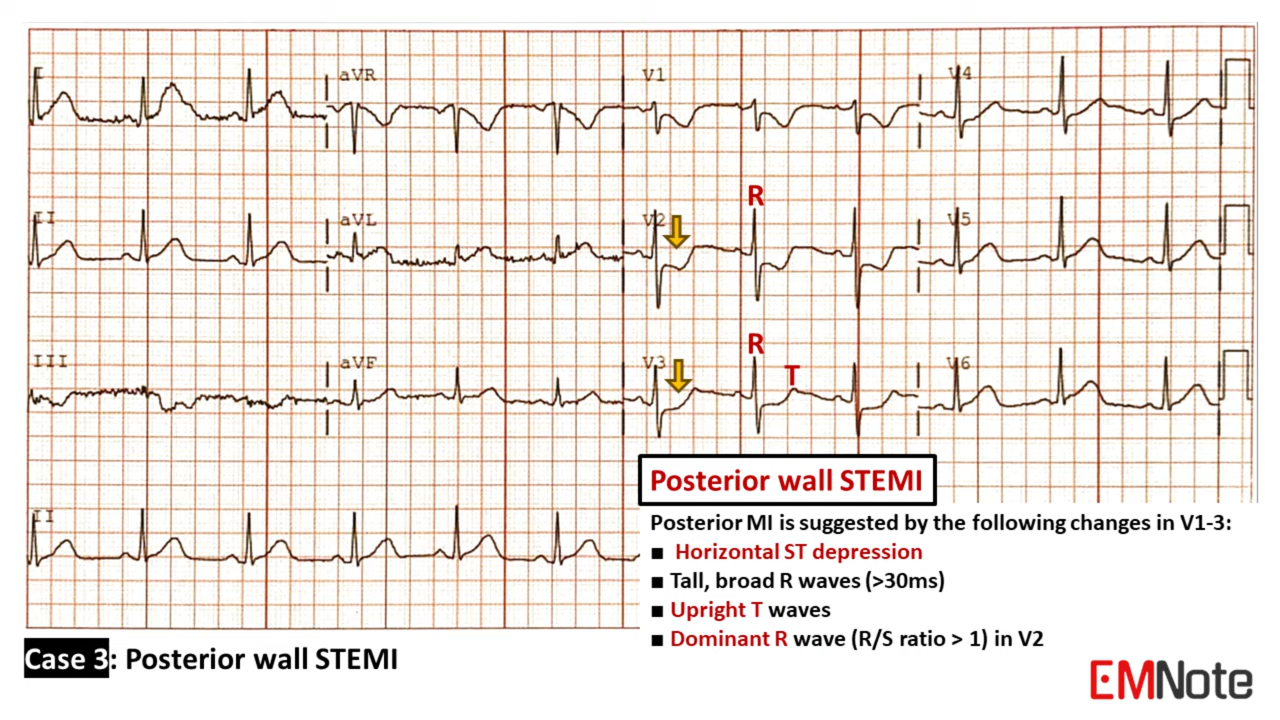 I
aVR
V1
V4
II
aVL
V2
R
V5
III
aVF
V3
R
T
V6
II
Posterior wall STEMI
Posterior MI is suggested by the following changes in V1-3:
■ Horizontal ST depression
■ Tall, broad R waves (>30ms)
■ Upright T waves
■ Dominant R wave (R/S ratio > 1) in V2
Case 3: Posterior wall STEMI
EMNote